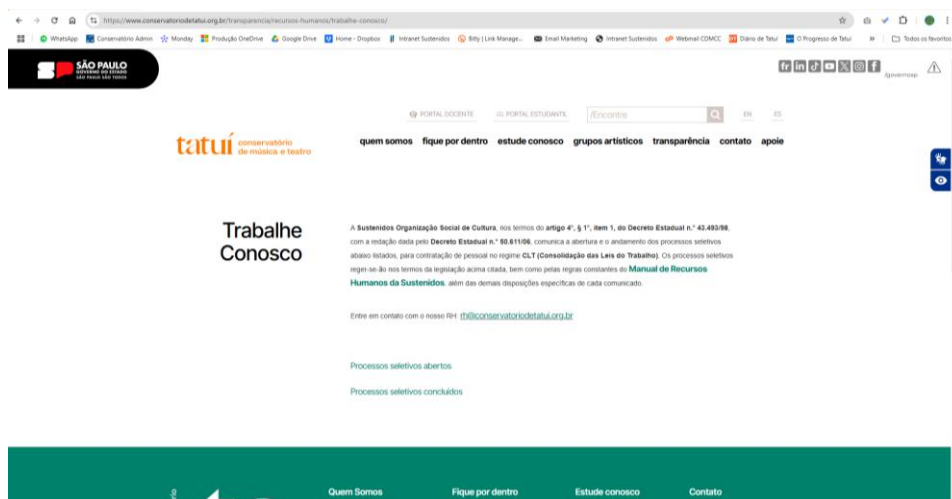 https://www.conservatoriodetatui.org.br/transparencia/recursos-humanos/trabalhe-conosco/
WhatsApp Conservatório Admin Monday Produção OneDrive Google Drive Home - Dropbox Intranet Sustenidos Bitly | Link Manage... Email Marketing Intranet Sustenidos Webmail CDMCC Diário de Tatuí O Progresso de Tatuí » Todos os favoritos
SÃO PAULO
GOVERNO DO ESTADO
SÃO PAULO SÃO TODOS
/governosp
PORTAL DOCENTE PORTAL ESTUDANTIL /Encontre EN ES
tatuí conservatório
de música e teatro
quem somos fique por dentro estude conosco grupos artísticos transparência contato apoie
Trabalhe
Conosco
A Sustenidos Organização Social de Cultura, nos termos do artigo 4°, § 1°, item 1, do Decreto Estadual n.° 43.493/98,
com a redação dada pelo Decreto Estadual n.° 50.611/06, comunica a abertura e o andamento dos processos seletivos
abaixo listados, para contratação de pessoal no regime CLT (Consolidação das Leis do Trabalho). Os processos seletivos
reger-se-ão nos termos da legislação acima citada, bem como pelas regras constantes do Manual de Recursos
Humanos da Sustenidos, além das demais disposições específicas de cada comunicado.
Entre em contato com o nosso RH: rh@conservatoriodetatui.org.br
Processos seletivos abertos
Processos seletivos concluídos
Quem Somos Fique por dentro Estude conosco Contato